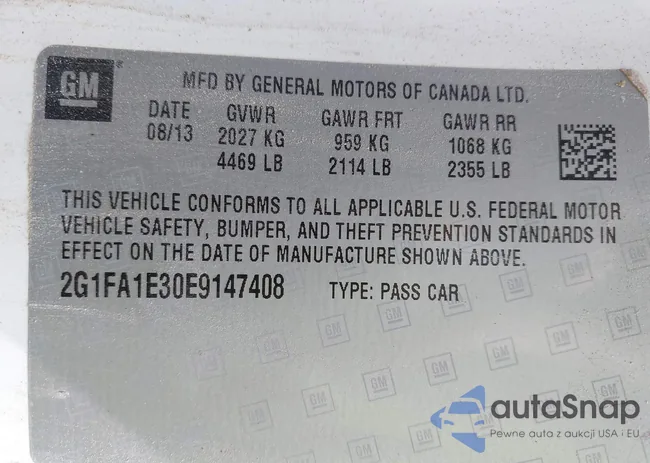 GM
MFD BY GENERAL MOTORS OF CANADA LTD.
DATE GVWR GAWR FRT GAWR RR
08/13 2027 KG 959 KG 1068 KG
4469 LB 2114 LB 2355 LB
THIS VEHICLE CONFORMS TO ALL APPLICABLE U.S. FEDERAL MOTOR
VEHICLE SAFETY, BUMPER, AND THEFT PREVENTION STANDARDS IN
EFFECT ON THE DATE OF MANUFACTURE SHOWN ABOVE.
2G1FA1E30E9147408 TYPE: PASS CAR
autaSnap
Pewne auta z aukcji USA i EU